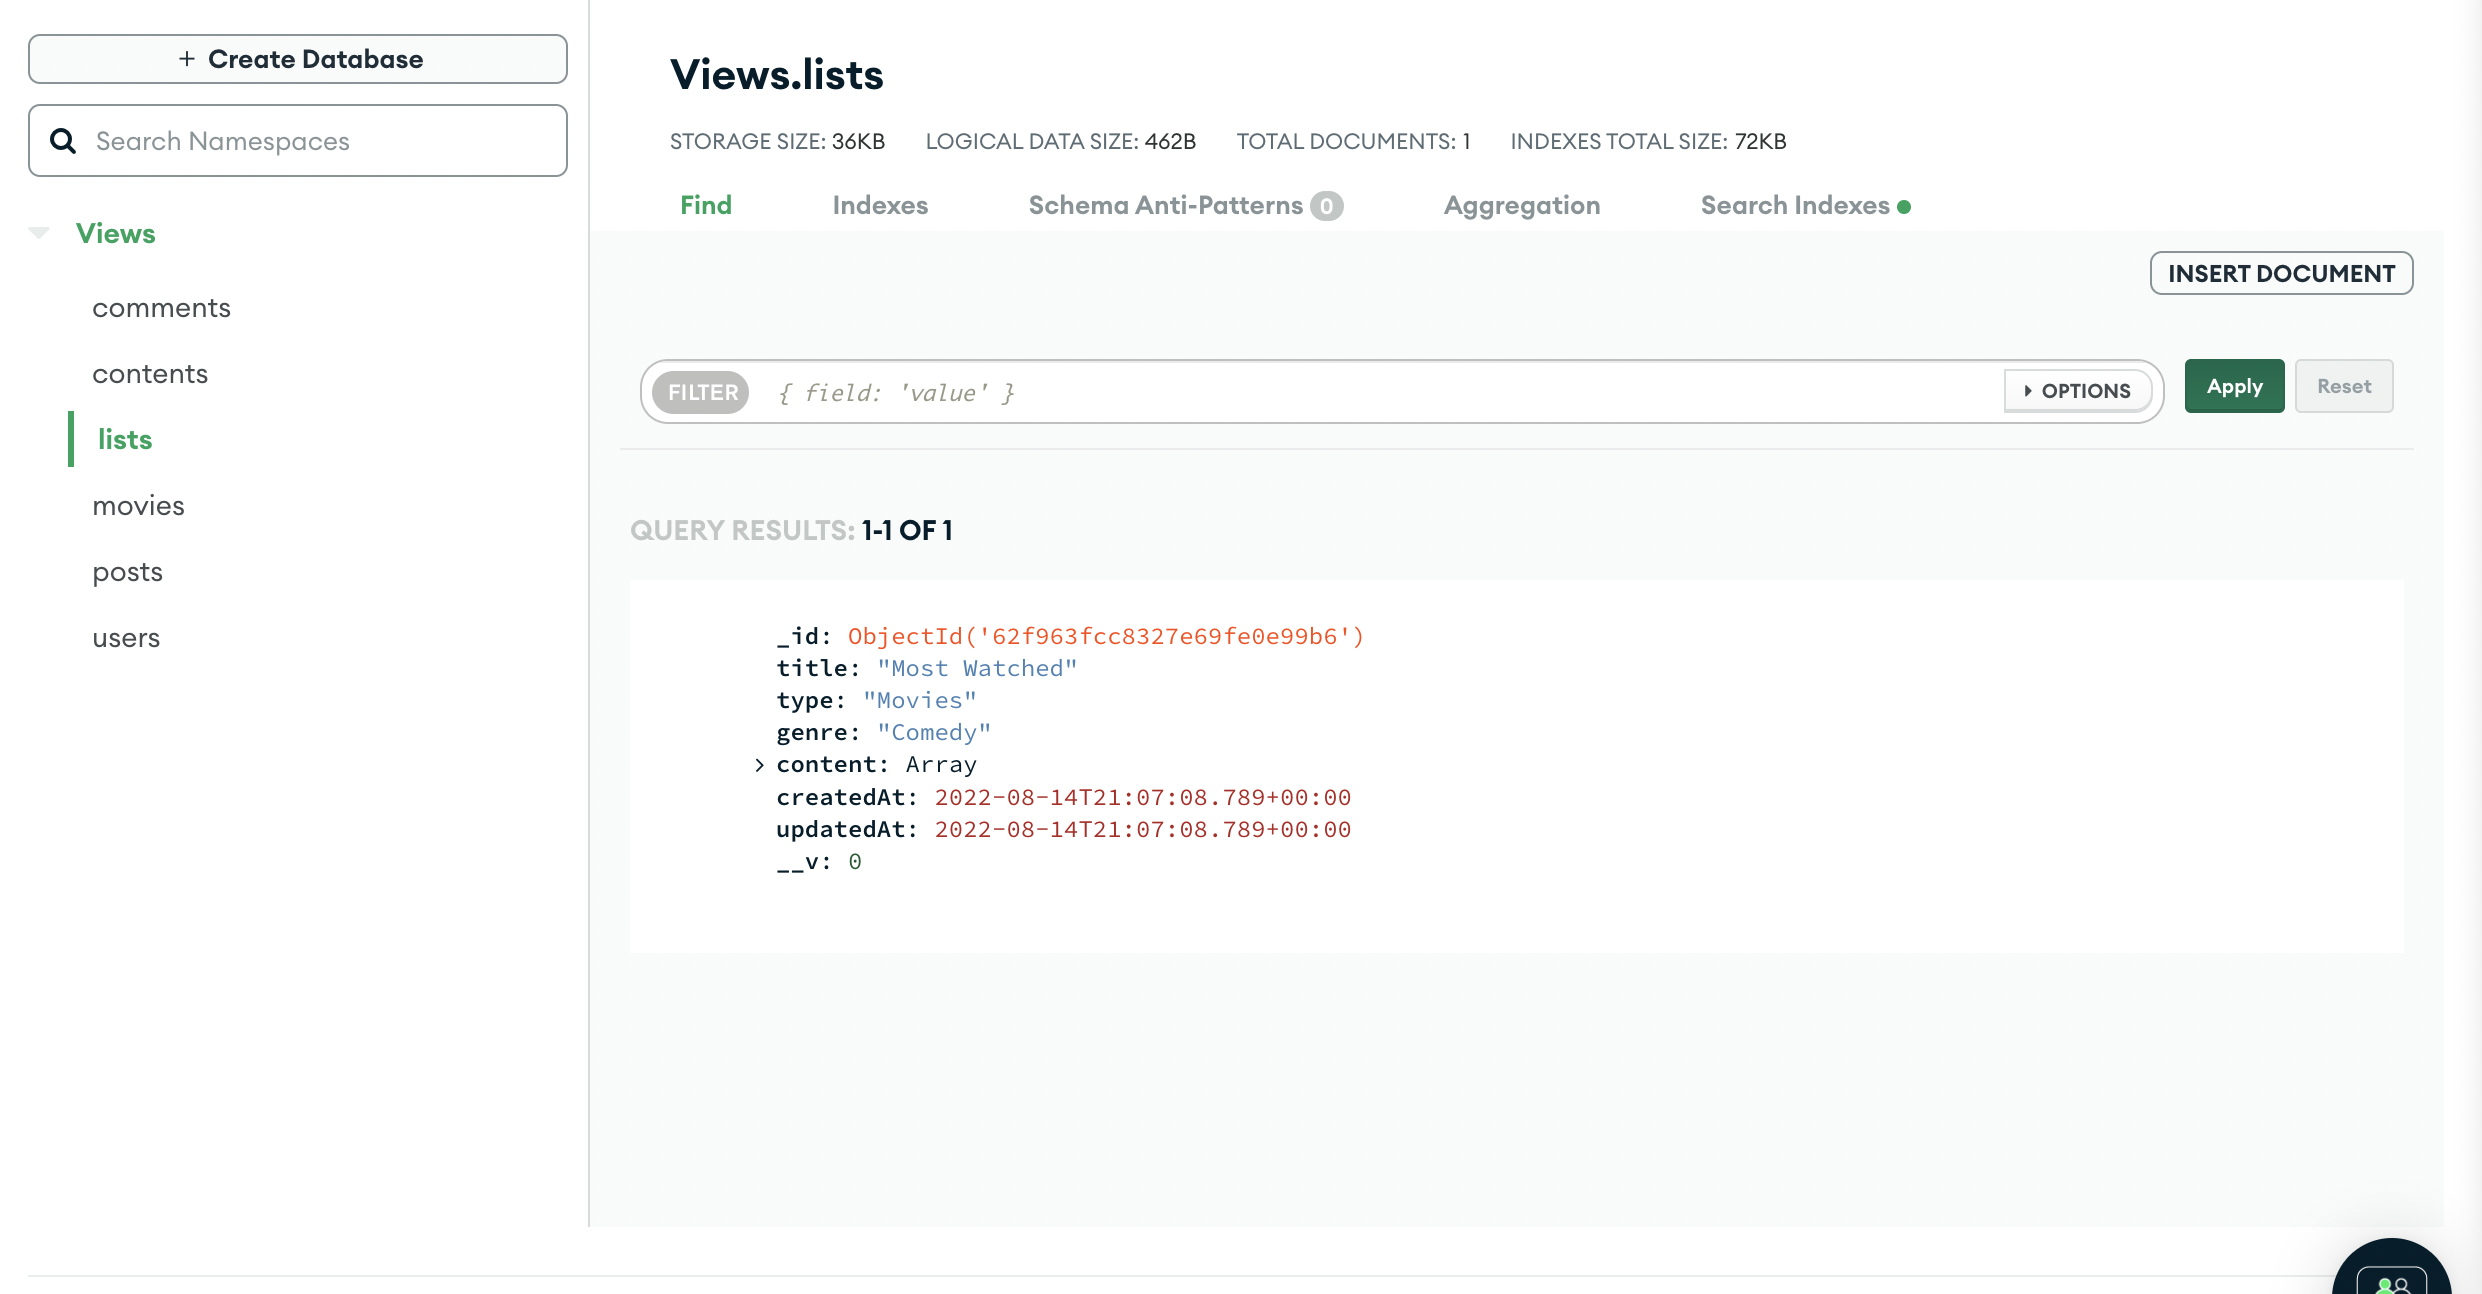 + Create Database
Search Namespaces
Views
comments
contents
lists
movies
posts
users
Views.lists
STORAGE SIZE: 36KB LOGICAL DATA SIZE: 462B TOTAL DOCUMENTS: 1 INDEXES TOTAL SIZE: 72KB
Find Indexes Schema Anti-Patterns 0 Aggregation Search Indexes
INSERT DOCUMENT
FILTER { field: 'value' } OPTIONS Apply Reset
QUERY RESULTS: 1-1 OF 1
_id: ObjectId('62f963fcc8327e69fe0e99b6')
title: "Most Watched"
type: "Movies"
genre: "Comedy"
content: Array
createdAt: 2022-08-14T21:07:08.789+00:00
updatedAt: 2022-08-14T21:07:08.789+00:00
__v: 0